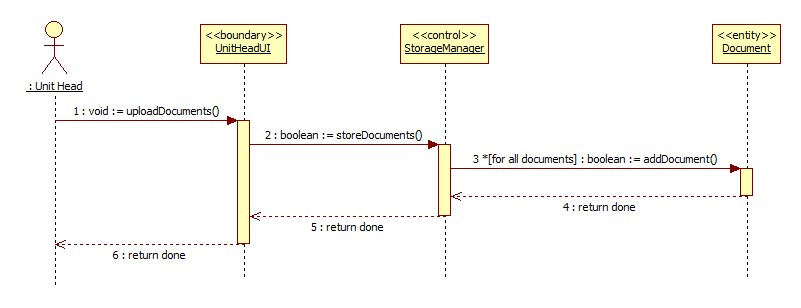 <<boundary>>
UnitHeadUI
<<control>>
StorageManager
<<entity>>
Document
: Unit Head
1 : void := uploadDocuments()
2 : boolean := storeDocuments()
3 *[for all documents] : boolean := addDocument()
4 : return done
5 : return done
6 : return done